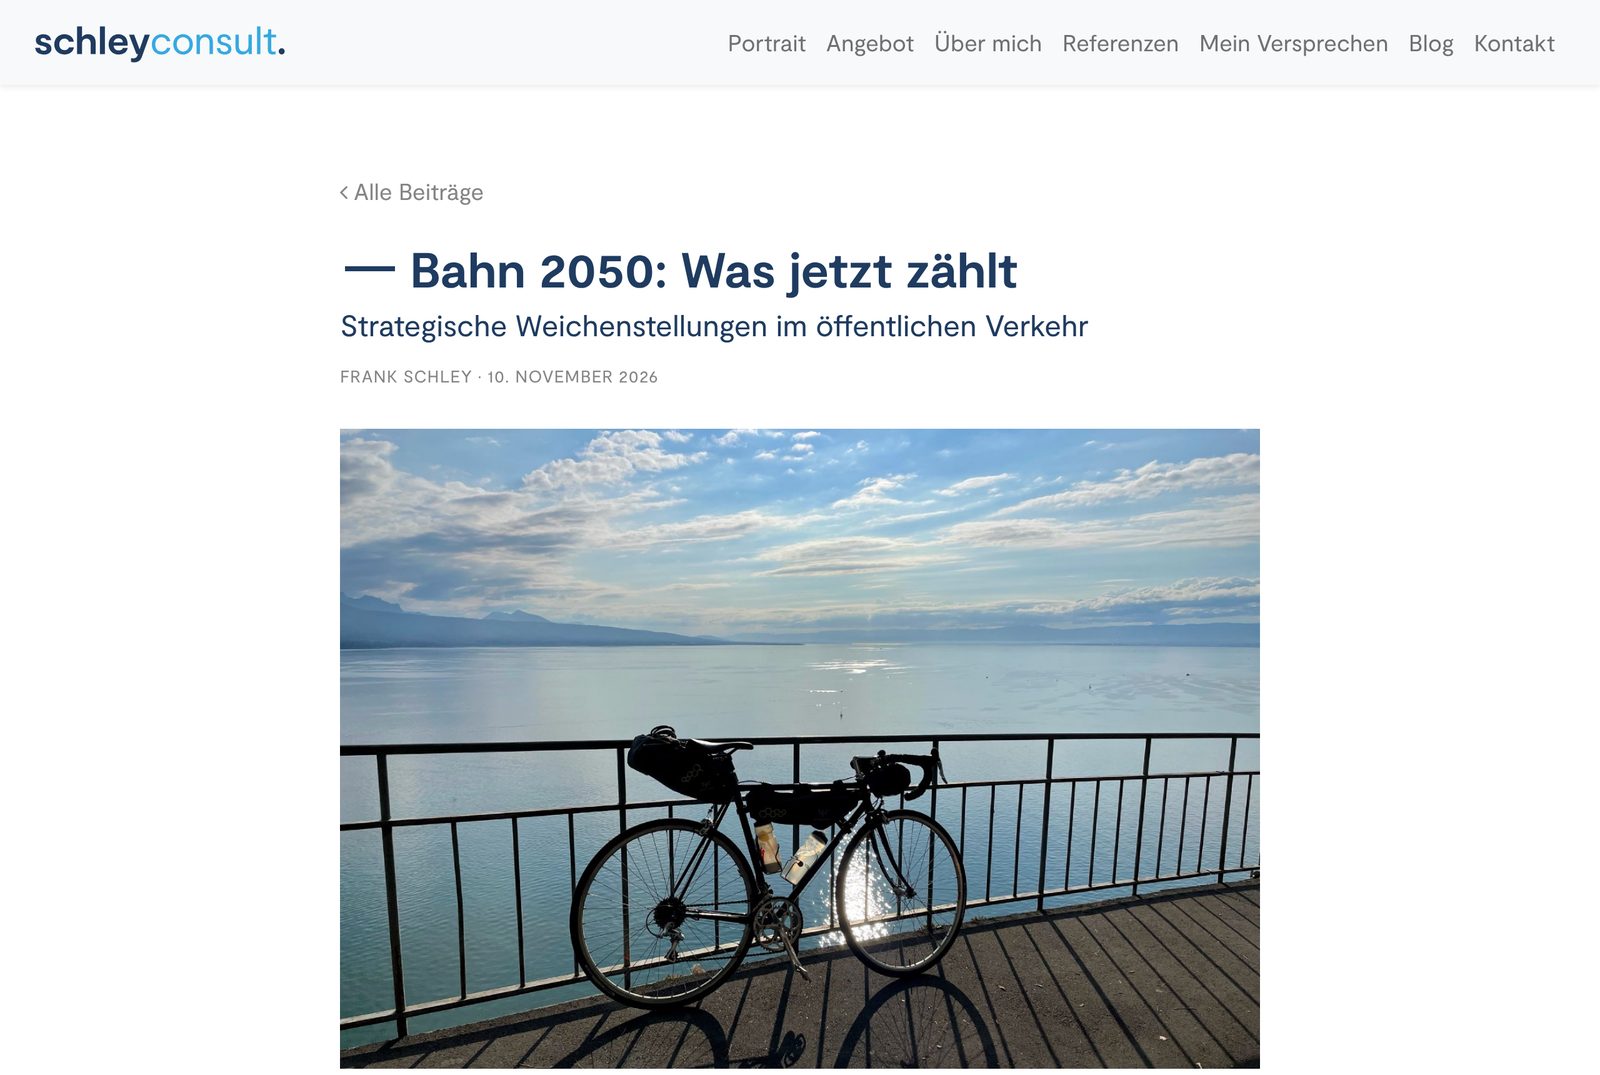 schleyconsult.
Portrait Angebot Über mich Referenzen Mein Versprechen Blog Kontakt
‹ Alle Beiträge
— Bahn 2050: Was jetzt zählt
Strategische Weichenstellungen im öffentlichen Verkehr
FRANK SCHLEY · 10. NOVEMBER 2026